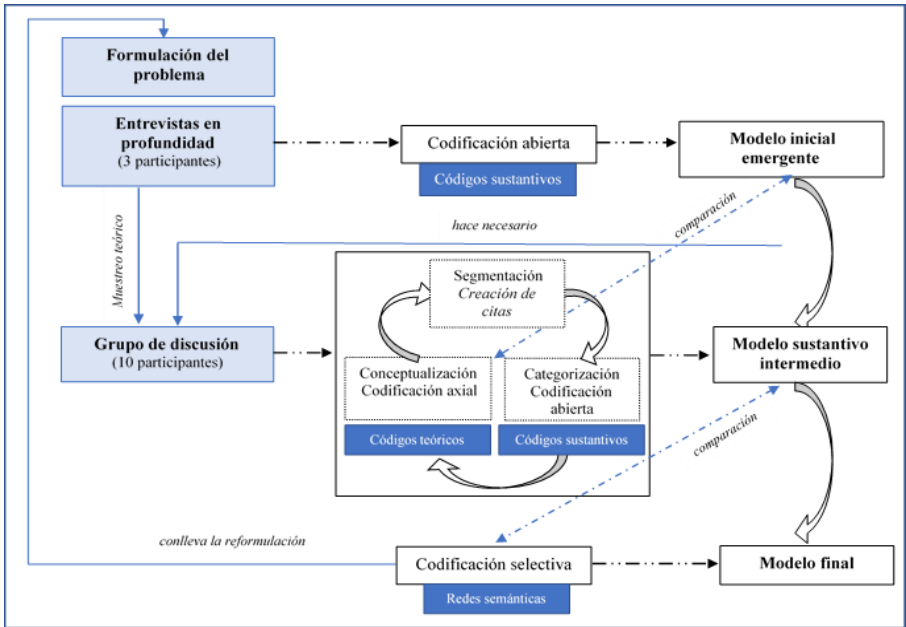 Formulación del
problema
Entrevistas en
profundidad
(3 participantes)
Codificación abierta
Códigos sustantivos
Modelo inicial
emergente
Muestreo teórico
hace necesario
comparación
Segmentación
Creación de
citas
Grupo de discusión
(10 participantes)
Conceptualización
Codificación axial
Categorización
Codificación
abierta
Códigos teóricos
Códigos sustantivos
Modelo sustantivo
intermedio
comparación
conlleva la reformulación
Codificación selectiva
Redes semánticas
Modelo final